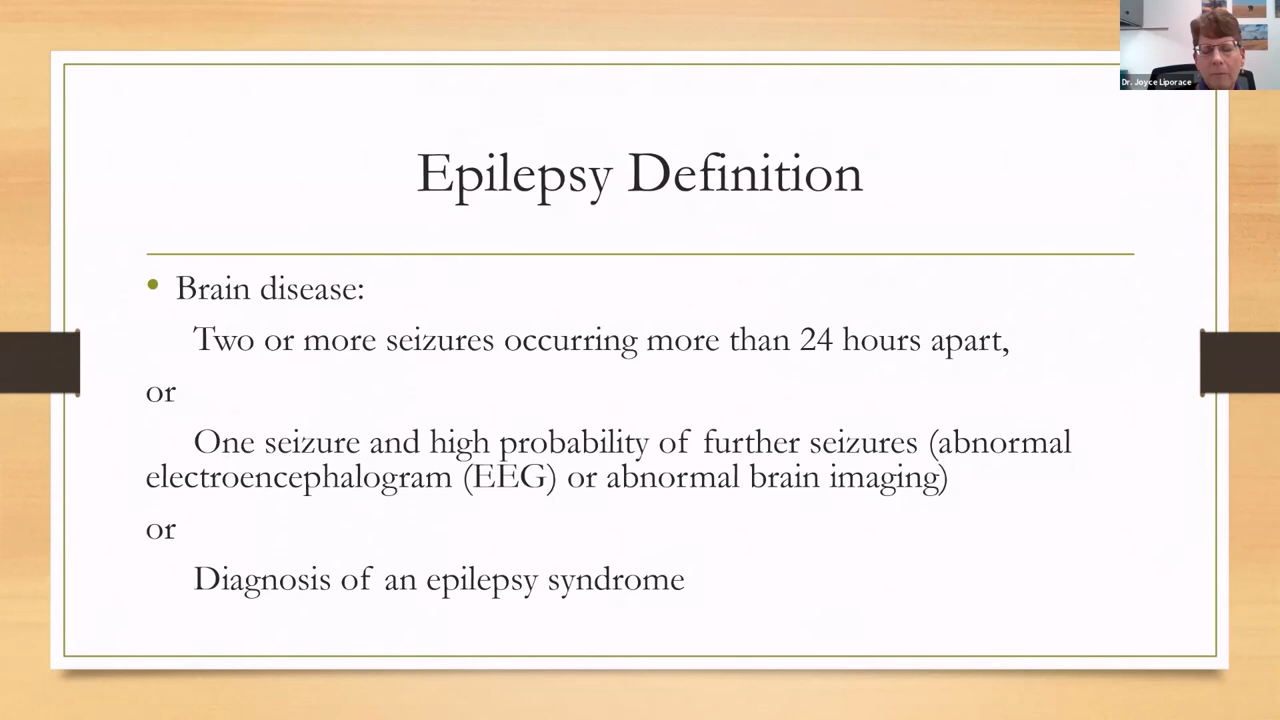 Dr. Joyce Liporace
Epilepsy Definition
• Brain disease:
Two or more seizures occurring more than 24 hours apart,
or
One seizure and high probability of further seizures (abnormal
electroencephalogram (EEG) or abnormal brain imaging)
or
Diagnosis of an epilepsy syndrome